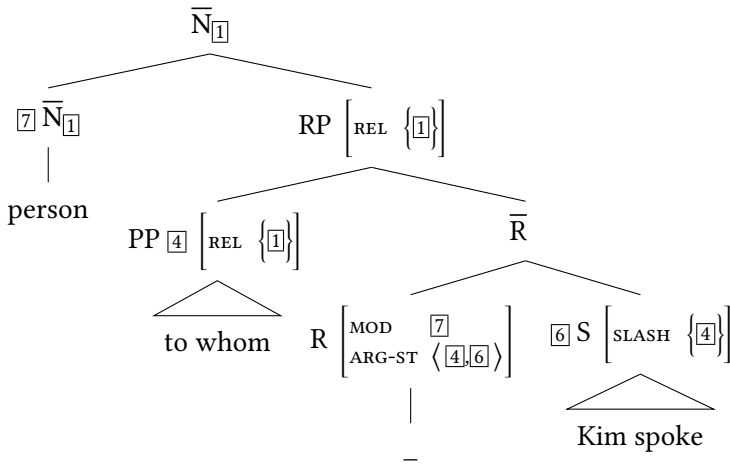 N̅[1]
[7] N̅[1] RP [REL {[1]}]
person
PP [4] [REL {[1]}] R̅
to whom R [MOD [7] ARG-ST ⟨[4],[6]⟩] [6] S [SLASH {[4]}]
Kim spoke
–